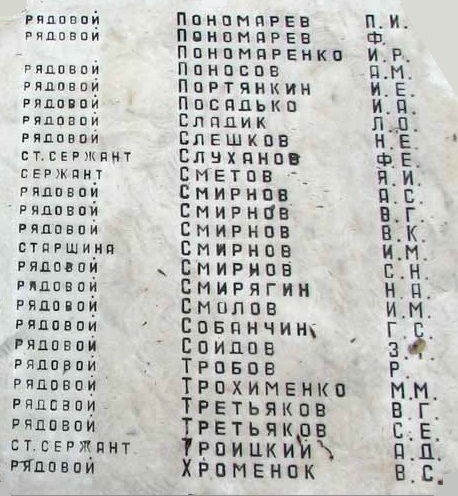 РЯДОВОЙ ПОНОМАРЕВ П.И.
РЯДОВОЙ ПОНОМАРЕВ Ф.
ПОНОМАРЕНКО И.Р.
РЯДОВОЙ ПОНОСОВ А.М.
РЯДОВОЙ ПОРТЯНКИН И.Е.
РЯДОВОЙ ПОСАДЬКО И.А.
РЯДОВОЙ СЛАДИК Л.О.
РЯДОВОЙ СЛЕШКОВ Н.Е.
СТ.СЕРЖАНТ СЛУХАНОВ Ф.Е.
СЕРЖАНТ СМЕТОВ Я.И.
РЯДОВОЙ СМИРНОВ А.С.
РЯДОВОЙ СМИРНОВ В.Г.
РЯДОВОЙ СМИРНОВ В.К
СТАРШИНА СМИРНОВ И.М.
РЯДОВОЙ СМИРНОВ С.Н.
РЯДОВОЙ СМИРЯГИН Н.А.
РЯДОВОЙ СМОЛОВ И.М.
РЯДОВОЙ СОБАНЧИН Г.С.
РЯДОВОЙ СОИДОВ З.
РЯДОВОЙ ТРОБОВ Р.
РЯДОВОЙ ТРОХИМЕНКО М.М.
РЯДОВОЙ ТРЕТЬЯКОВ В.Г.
РЯДОВОЙ ТРЕТЬЯКОВ С.Е.
СТ.СЕРЖАНТ ТРОИЦКИЙ А.Д.
РЯДОВОЙ ХРОМЕНОК В.С.